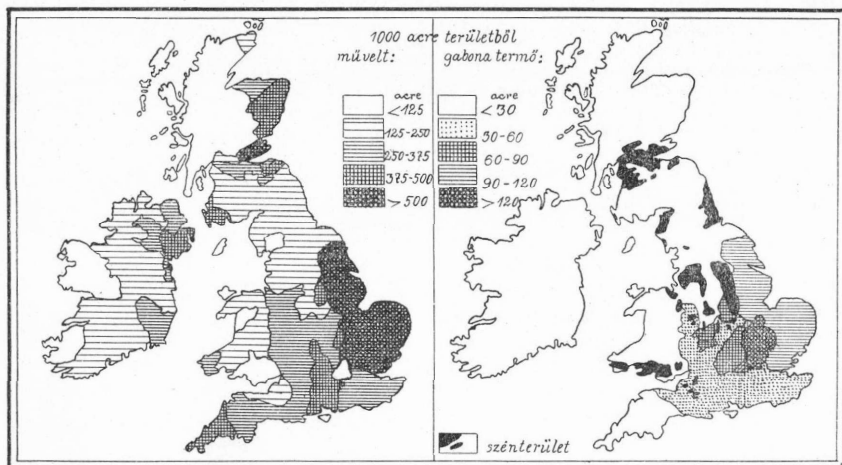 1000 acre területből
művelt:
gabona termő:
acre
<125
125-250
250-375
375-500
>500
acre
<30
30-60
60-90
90-120
>120
szénterület